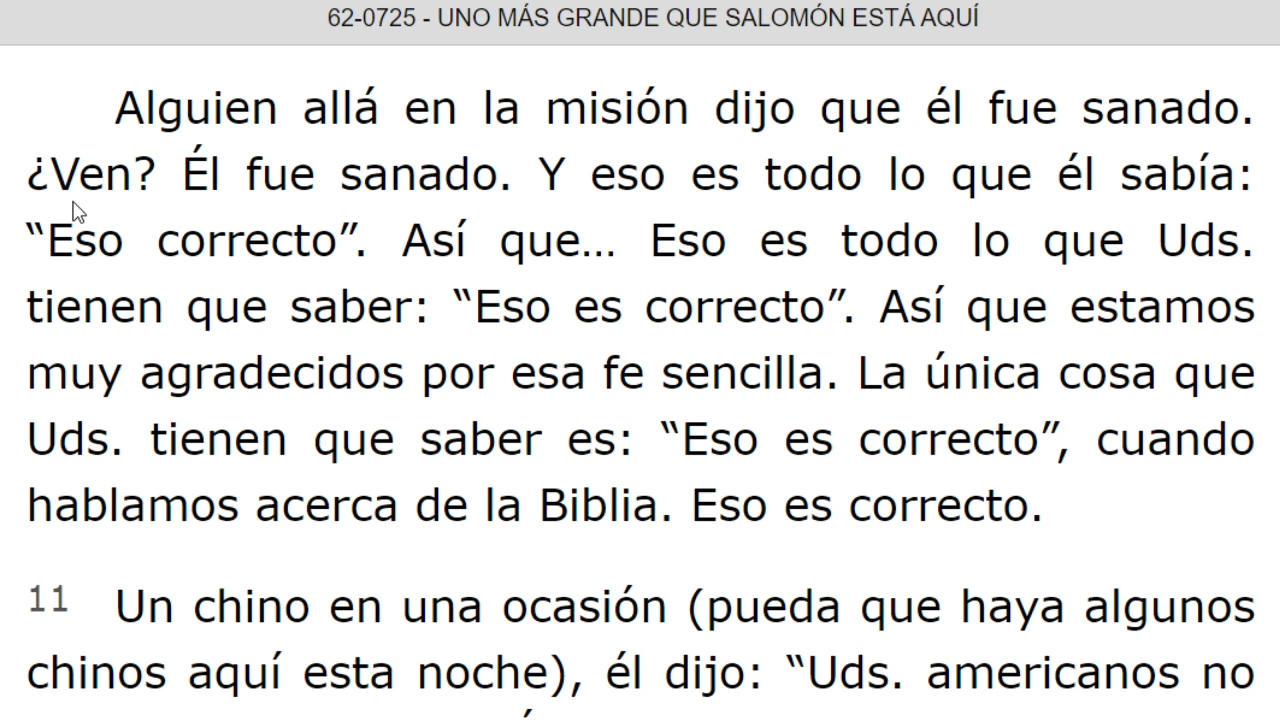 62-0725 - UNO MÁS GRANDE QUE SALOMÓN ESTÁ AQUÍ
Alguien allá en la misión dijo que él fue sanado.
¿Ven? Él fue sanado. Y eso es todo lo que él sabía:
“Eso correcto”. Así que… Eso es todo lo que Uds.
tienen que saber: “Eso es correcto”. Así que estamos
muy agradecidos por esa fe sencilla. La única cosa que
Uds. tienen que saber es: “Eso es correcto”, cuando
hablamos acerca de la Biblia. Eso es correcto.
11 Un chino en una ocasión (pueda que haya algunos
chinos aquí esta noche), él dijo: “Uds. americanos no